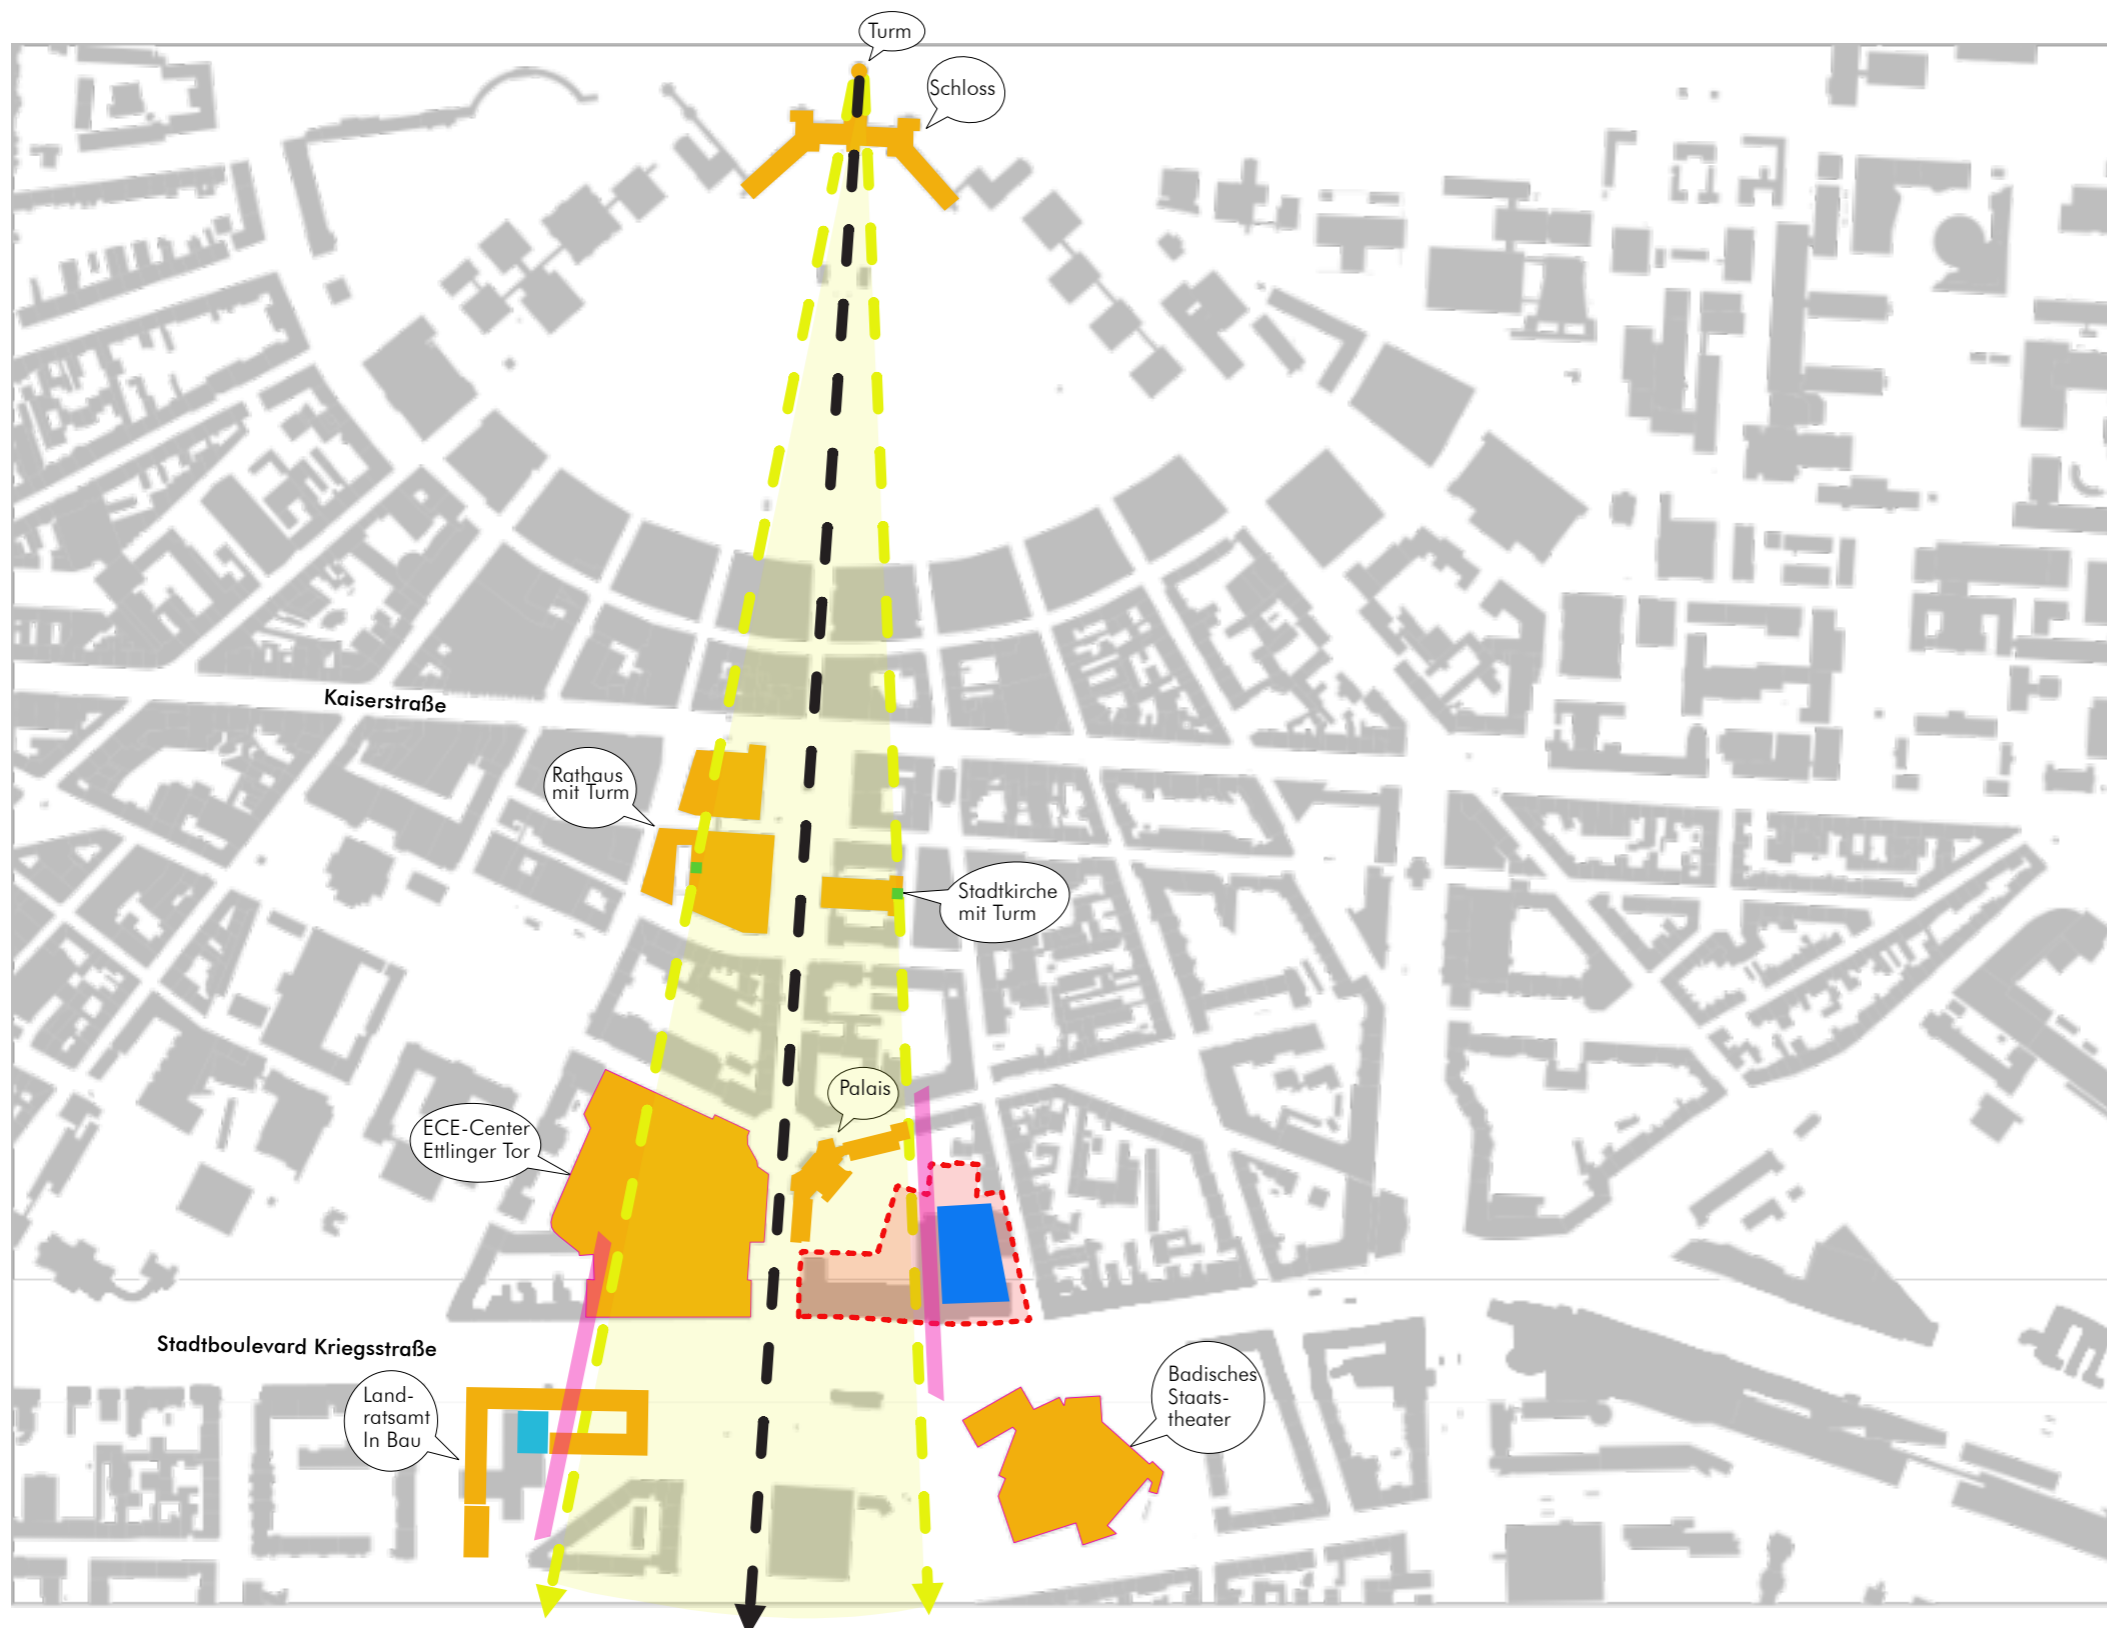 Turm
Schloss
Kaiserstraße
Rathaus
mit Turm
Stadtkirche
mit Turm
Palais
ECE-Center
Ettlinger Tor
Stadtboulevard Kriegsstraße
Land-
ratsamt
In Bau
Badisches
Staats-
theater